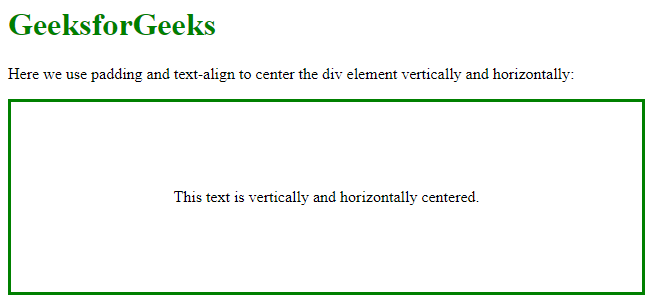 GeeksforGeeks
Here we use padding and text-align to center the div element vertically and horizontally:
This text is vertically and horizontally centered.